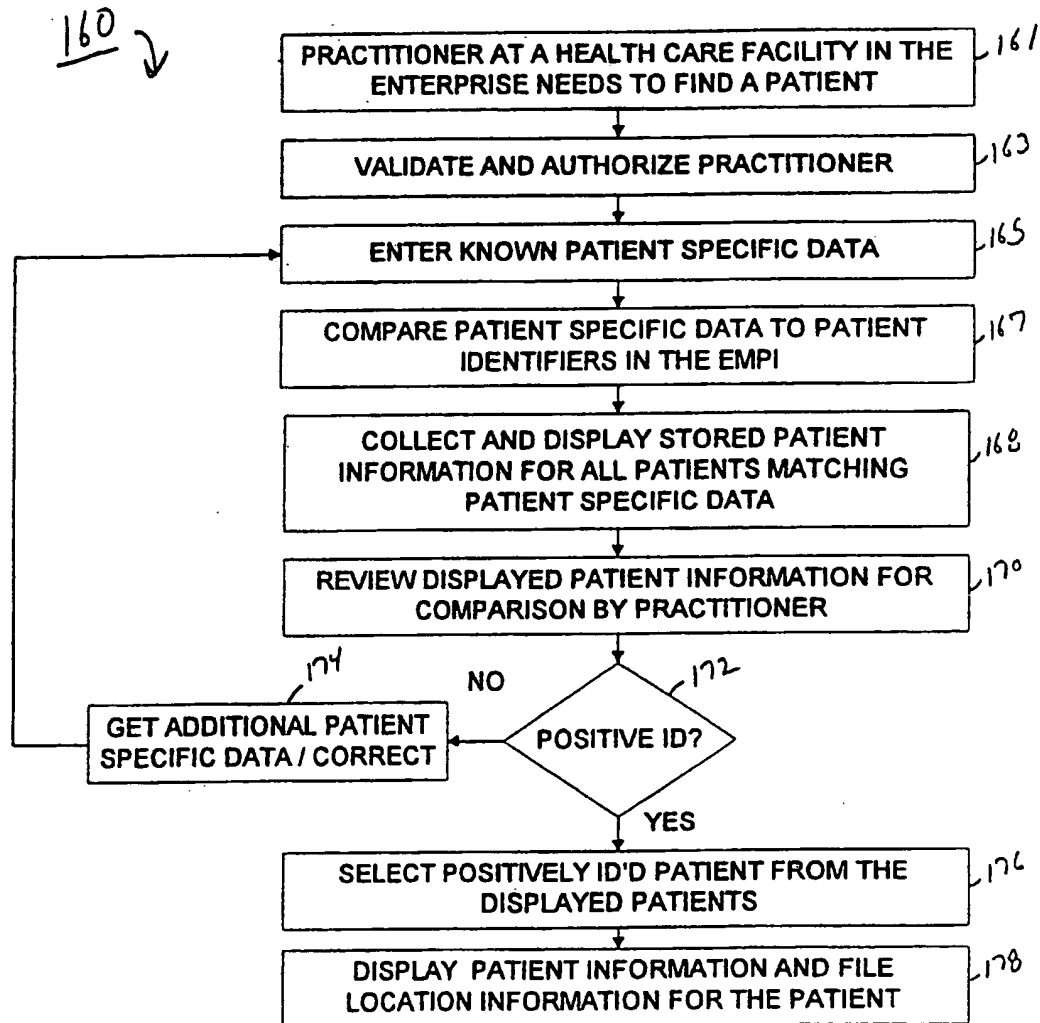 160
PRACTITIONER AT A HEALTH CARE FACILITY IN THE
ENTERPRISE NEEDS TO FIND A PATIENT
161
VALIDATE AND AUTHORIZE PRACTITIONER
163
ENTER KNOWN PATIENT SPECIFIC DATA
165
COMPARE PATIENT SPECIFIC DATA TO PATIENT
IDENTIFIERS IN THE EMPI
167
COLLECT AND DISPLAY STORED PATIENT
INFORMATION FOR ALL PATIENTS MATCHING
PATIENT SPECIFIC DATA
168
REVIEW DISPLAYED PATIENT INFORMATION FOR
COMPARISON BY PRACTITIONER
170
172
POSITIVE ID?
NO
174
GET ADDITIONAL PATIENT
SPECIFIC DATA / CORRECT
YES
SELECT POSITIVELY ID'D PATIENT FROM THE
DISPLAYED PATIENTS
176
DISPLAY PATIENT INFORMATION AND FILE
LOCATION INFORMATION FOR THE PATIENT
178